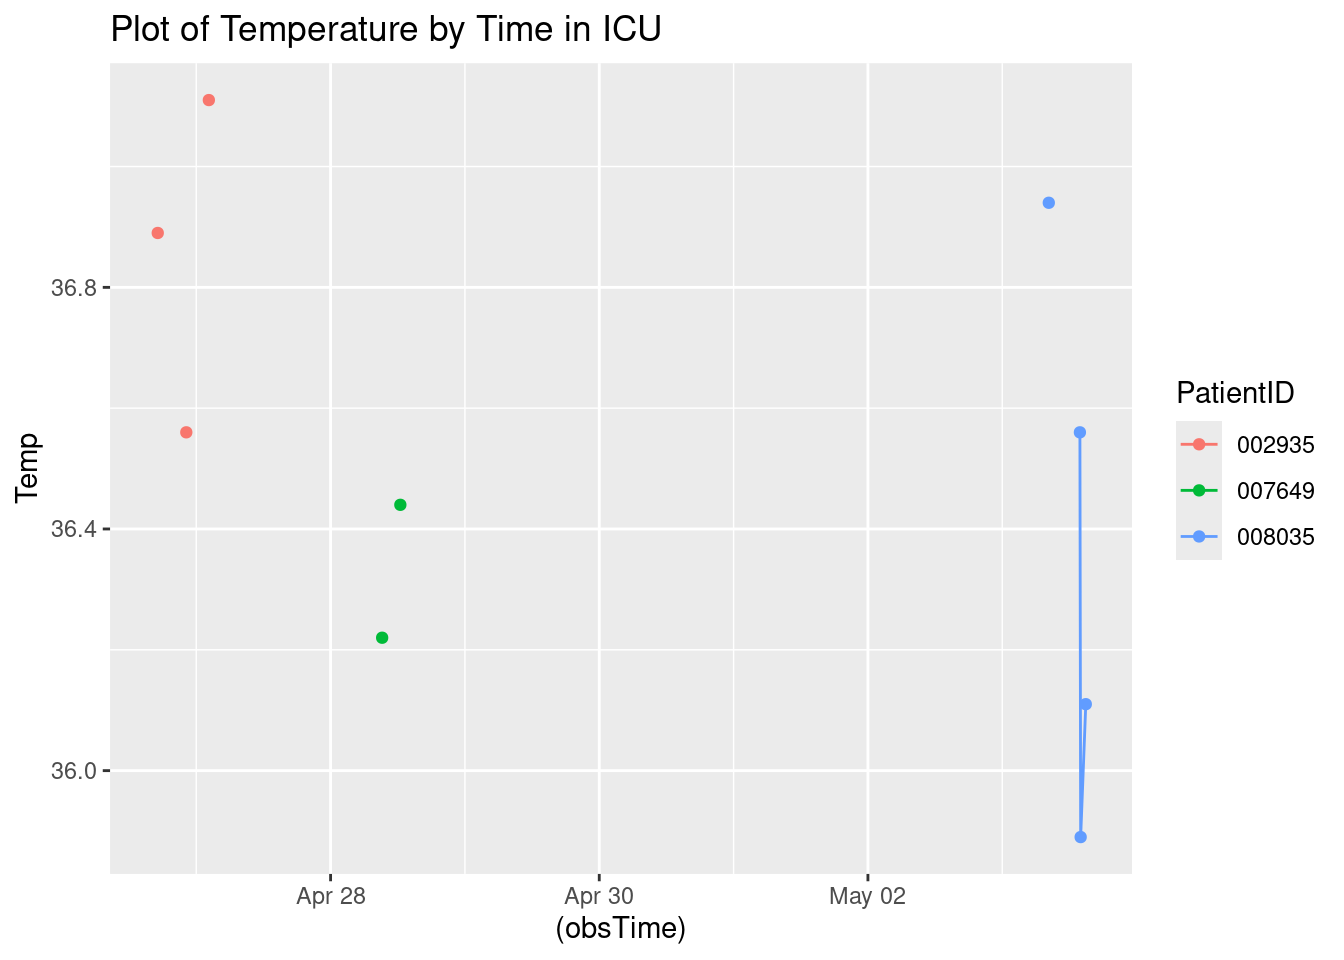 Plot of Temperature by Time in ICU
Temp
36.8
36.4
36.0
Apr 28
Apr 30
May 02
(obsTime)
PatientID
002935
007649
008035